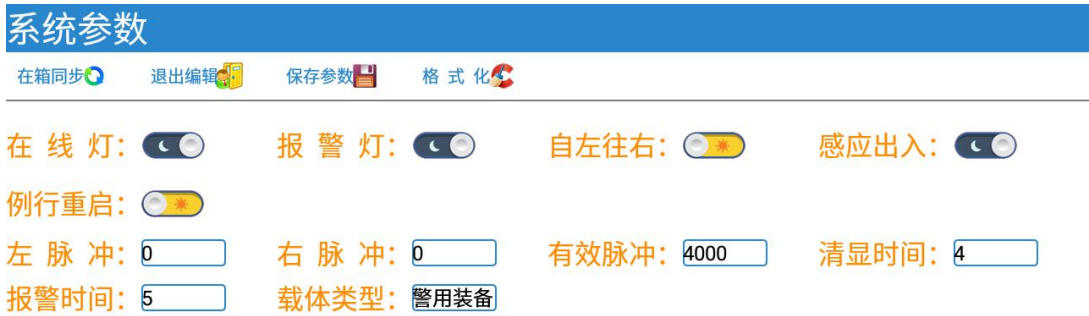 系统参数
在箱同步 退出编辑 保存参数 格 式 化
在 线 灯： 报 警 灯： 自左往右： 感应出入：
例行重启：
左 脉 冲：0 右 脉 冲：0 有效脉冲：4000 清显时间：4
报警时间：5 载体类型：警用装备